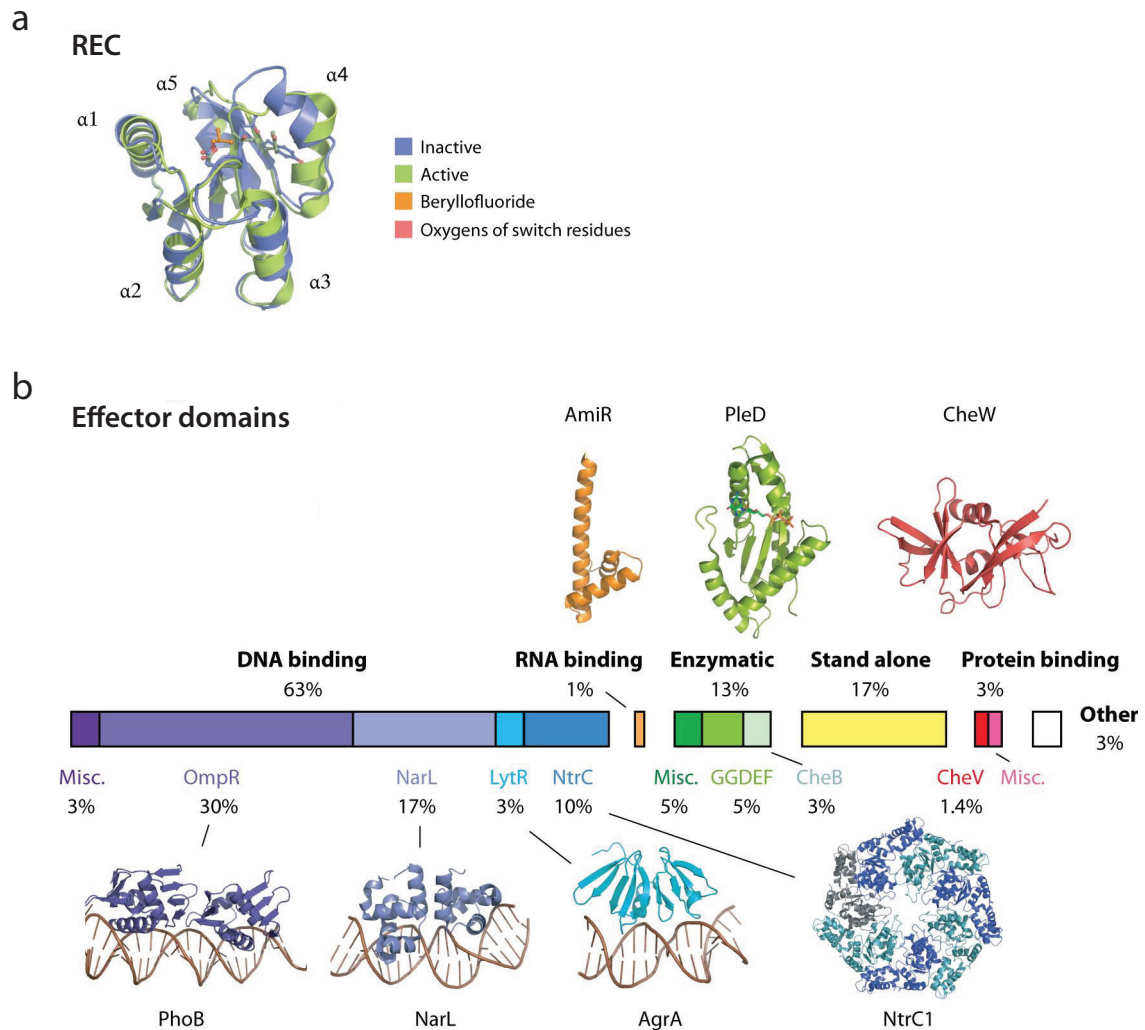 a
REC
α5
α4
α1
α2
α3
Inactive
Active
Beryllofluoride
Oxygens of switch residues
b
Effector domains
AmiR
PleD
CheW
DNA binding
63%
RNA binding
1%
Enzymatic
13%
Stand alone
17%
Protein binding
3%
Other
3%
Misc.
3%
OmpR
30%
NarL
17%
LytR
3%
NtrC
10%
Misc.
5%
GGDEF
5%
CheB
3%
CheV
1.4%
Misc.
PhoB
NarL
AgrA
NtrC1